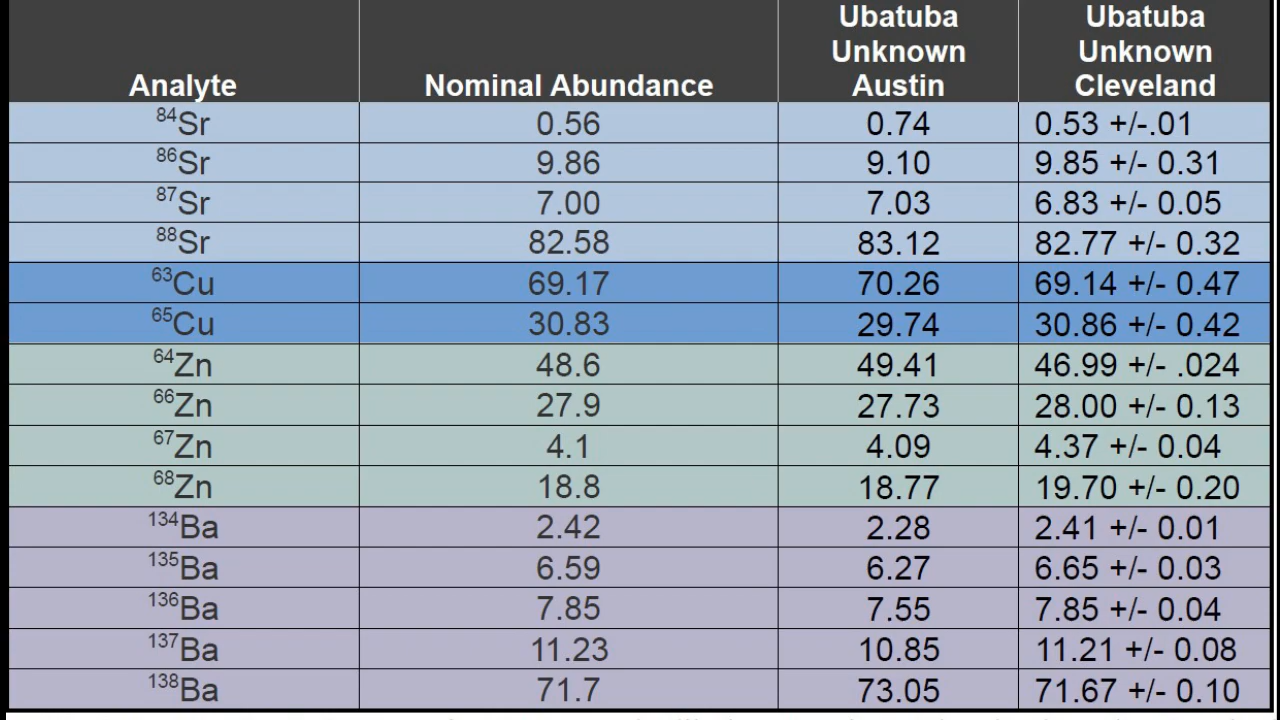 Analyte Nominal Abundance Ubatuba Unknown Austin Ubatuba Unknown Cleveland
⁸⁴Sr 0.56 0.74 0.53 +/-.01
⁸⁶Sr 9.86 9.10 9.85 +/- 0.31
⁸⁷Sr 7.00 7.03 6.83 +/- 0.05
⁸⁸Sr 82.58 83.12 82.77 +/- 0.32
⁶³Cu 69.17 70.26 69.14 +/- 0.47
⁶⁵Cu 30.83 29.74 30.86 +/- 0.42
⁶⁴Zn 48.6 49.41 46.99 +/- .024
⁶⁶Zn 27.9 27.73 28.00 +/- 0.13
⁶⁷Zn 4.1 4.09 4.37 +/- 0.04
⁶⁸Zn 18.8 18.77 19.70 +/- 0.20
¹³⁴Ba 2.42 2.28 2.41 +/- 0.01
¹³⁵Ba 6.59 6.27 6.65 +/- 0.03
¹³⁶Ba 7.85 7.55 7.85 +/- 0.04
¹³⁷Ba 11.23 10.85 11.21 +/- 0.08
¹³⁸Ba 71.7 73.05 71.67 +/- 0.10